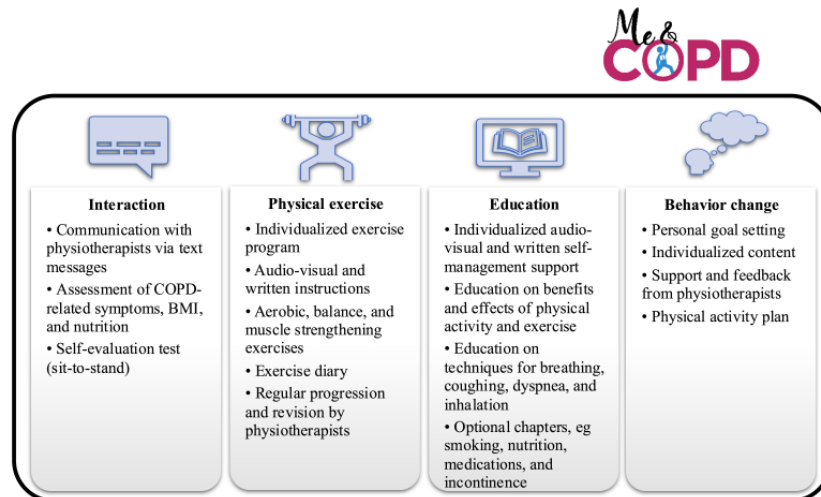 Me &
COPD
Interaction
• Communication with
physiotherapists via text
messages
• Assessment of COPD-
related symptoms, BMI,
and nutrition
• Self-evaluation test
(sit-to-stand)
Physical exercise
• Individualized exercise
program
• Audio-visual and
written instructions
• Aerobic, balance, and
muscle strengthening
exercises
• Exercise diary
• Regular progression
and revision by
physiotherapists
Education
• Individualized audio-
visual and written self-
management support
• Education on benefits
and effects of physical
activity and exercise
• Education on
techniques for breathing,
coughing, dyspnea, and
inhalation
• Optional chapters, eg
smoking, nutrition,
medications, and
incontinence
Behavior change
• Personal goal setting
• Individualized content
• Support and feedback
from physiotherapists
• Physical activity plan